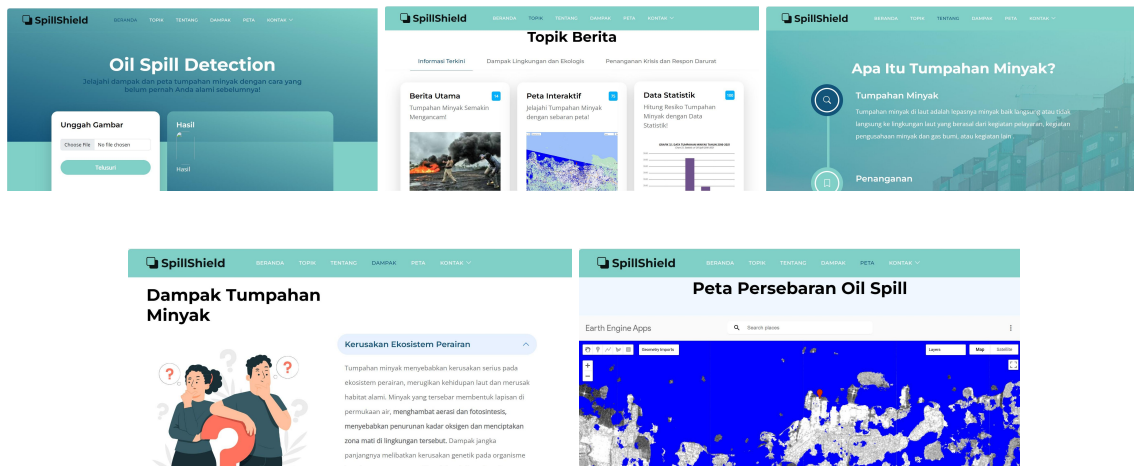 SpillShield
BERANDA TOPIK TENTANG DAMPAK PETA KONTAK
Oil Spill Detection
Jelajahi dampak dan peta tumpahan minyak dengan cara yang
belum pernah Anda alami sebelumnya!
Unggah Gambar
Choose File No file chosen
Telusuri
Hasil
Hasil
SpillShield
BERANDA TOPIK TENTANG DAMPAK PETA KONTAK
Topik Berita
Informasi Terkini Dampak Lingkungan dan Ekologis Penanganan Krisis dan Respon Darurat
Berita Utama 14
Tumpahan Minyak Semakin
Mengancam!
Peta Interaktif
Jelajahi Tumpahan Minyak
dengan sebaran peta!
Data Statistik 100
Hitung Resiko Tumpahan
Minyak dengan Data
Statistik!
SpillShield
BERANDA TOPIK TENTANG DAMPAK PETA KONTAK
Apa Itu Tumpahan Minyak?
Tumpahan Minyak
Tumpahan minyak di laut adalah lepasnya minyak baik langsung atau tidak
langsung ke lingkungan laut yang berasal dari kegiatan pelayaran, kegiatan
pengusahaan minyak dan gas bumi, atau kegiatan lain
Penanganan
SpillShield
BERANDA TOPIK TENTANG DAMPAK PETA KONTAK
Dampak Tumpahan
Minyak
Kerusakan Ekosistem Perairan
Tumpahan minyak menyebabkan kerusakan serius pada
ekosistem perairan, merugikan kehidupan laut dan merusak
habitat alami. Minyak yang tersebar membentuk lapisan di
permukaan air, menghambat aerasi dan fotosintesis,
menyebabkan penurunan kadar oksigen dan menciptakan
zona mati di lingkungan tersebut. Dampak jangka
panjangnya melibatkan kerusakan genetik pada organisme
SpillShield
BERANDA TOPIK TENTANG DAMPAK PETA KONTAK
Peta Persebaran Oil Spill
Earth Engine Apps
Search places
Geometry Imports
Layers
Map Satellite